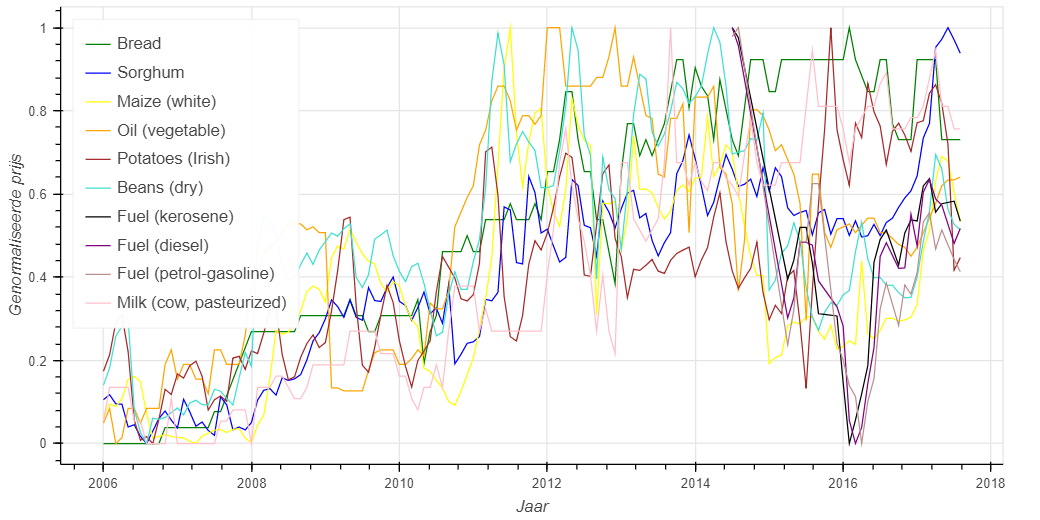 Genormaliseerde prijs
1
0.8
0.6
0.4
0.2
0
Bread
Sorghum
Maize (white)
Oil (vegetable)
Potatoes (Irish)
Beans (dry)
Fuel (kerosene)
Fuel (diesel)
Fuel (petrol-gasoline)
Milk (cow, pasteurized)
2006 2008 2010 2012 2014 2016 2018
Jaar